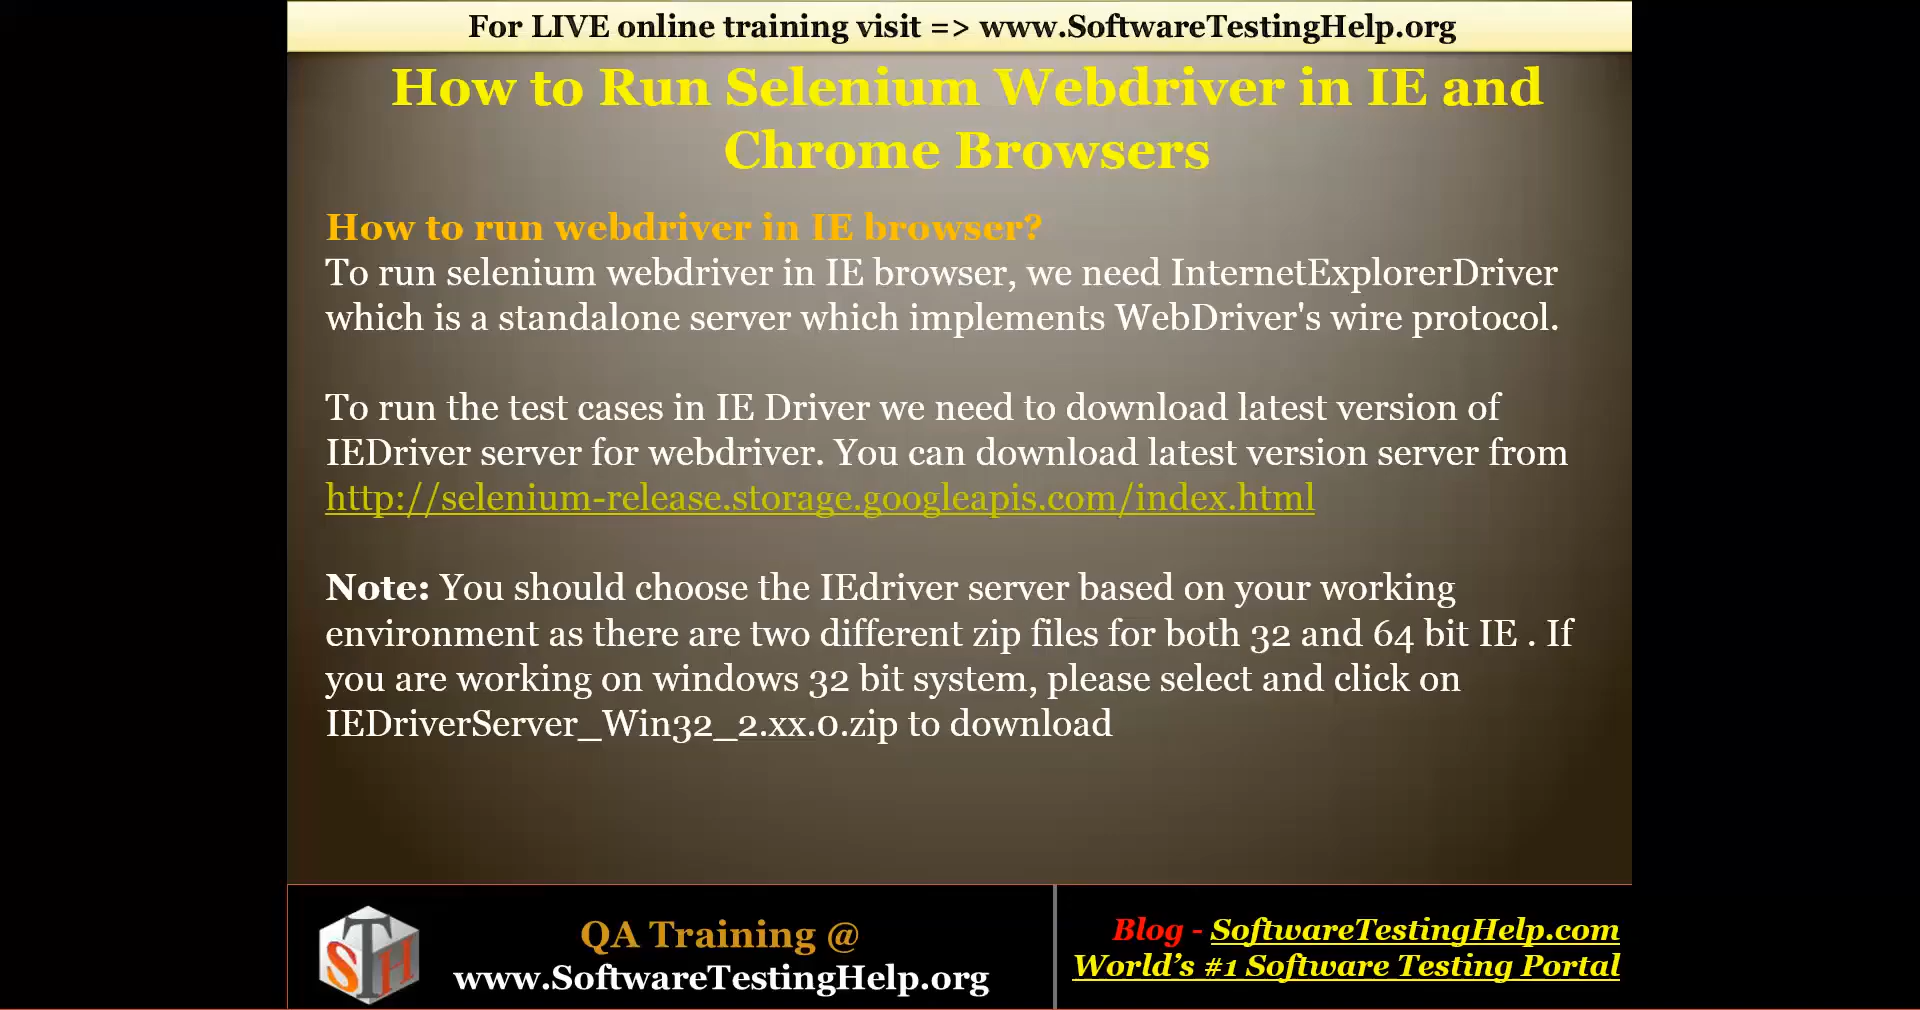 For LIVE online training visit => www.SoftwareTestingHelp.org
How to Run Selenium Webdriver in IE and
Chrome Browsers
How to run webdriver in IE browser?
To run selenium webdriver in IE browser, we need InternetExplorerDriver
which is a standalone server which implements WebDriver's wire protocol.
To run the test cases in IE Driver we need to download latest version of
IEDriver server for webdriver. You can download latest version server from
http://selenium-release.storage.googleapis.com/index.html
Note: You should choose the IEdriver server based on your working
environment as there are two different zip files for both 32 and 64 bit IE . If
you are working on windows 32 bit system, please select and click on
IEDriverServer_Win32_2.xx.0.zip to download
STH
QA Training @
www.SoftwareTestingHelp.org
Blog - SoftwareTestingHelp.com
World’s #1 Software Testing Portal